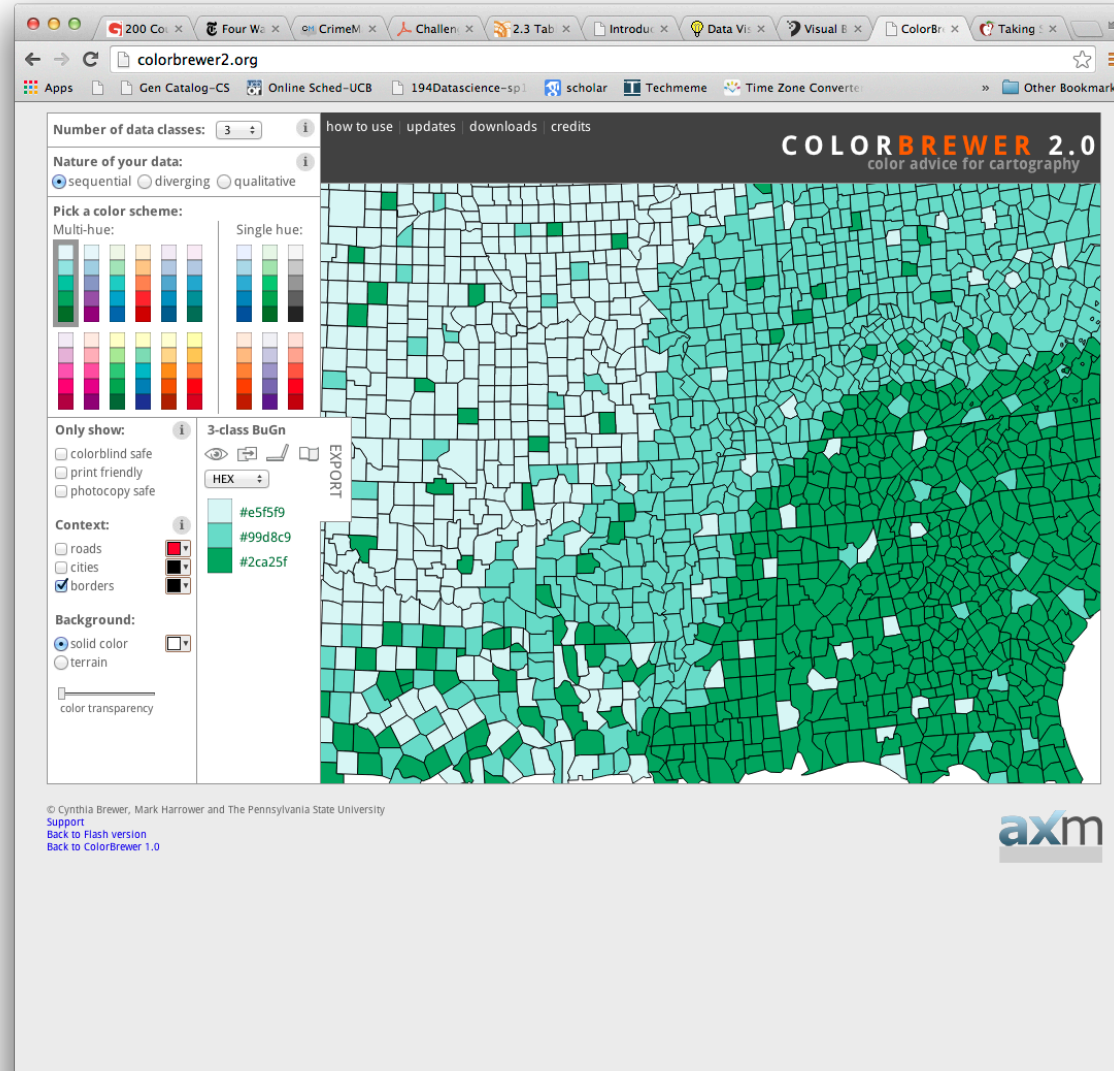 200 Co
Four Wa
CrimeM
Challen
2.3 Tab
Introduc
Data Vis
Visual B
ColorBr
Taking S
colorbrewer2.org
Apps
Gen Catalog-CS
Online Sched-UCB
194Datascience-sp1
scholar
Techmeme
Time Zone Converte
»
Other Bookmark
Number of data classes: 3
i
how to use | updates | downloads | credits
COLORBREWER 2.0
color advice for cartography
Nature of your data:
i
sequential
diverging
qualitative
Pick a color scheme:
Multi-hue:
Single hue:
Only show:
i
colorblind safe
print friendly
photocopy safe
Context:
i
roads
cities
borders
Background:
solid color
terrain
color transparency
3-class BuGn
EXPORT
HEX
#e5f5f9
#99d8c9
#2ca25f
© Cynthia Brewer, Mark Harrower and The Pennsylvania State University
Support
Back to Flash version
Back to ColorBrewer 1.0
axm